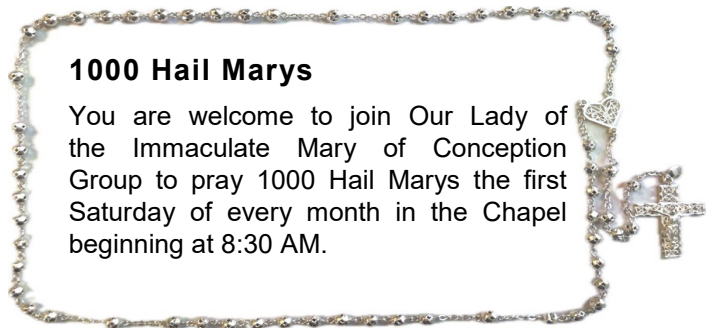 1000 Hail Marys
You are welcome to join Our Lady of
the Immaculate Mary of Conception
Group to pray 1000 Hail Marys the first
Saturday of every month in the Chapel
beginning at 8:30 AM.